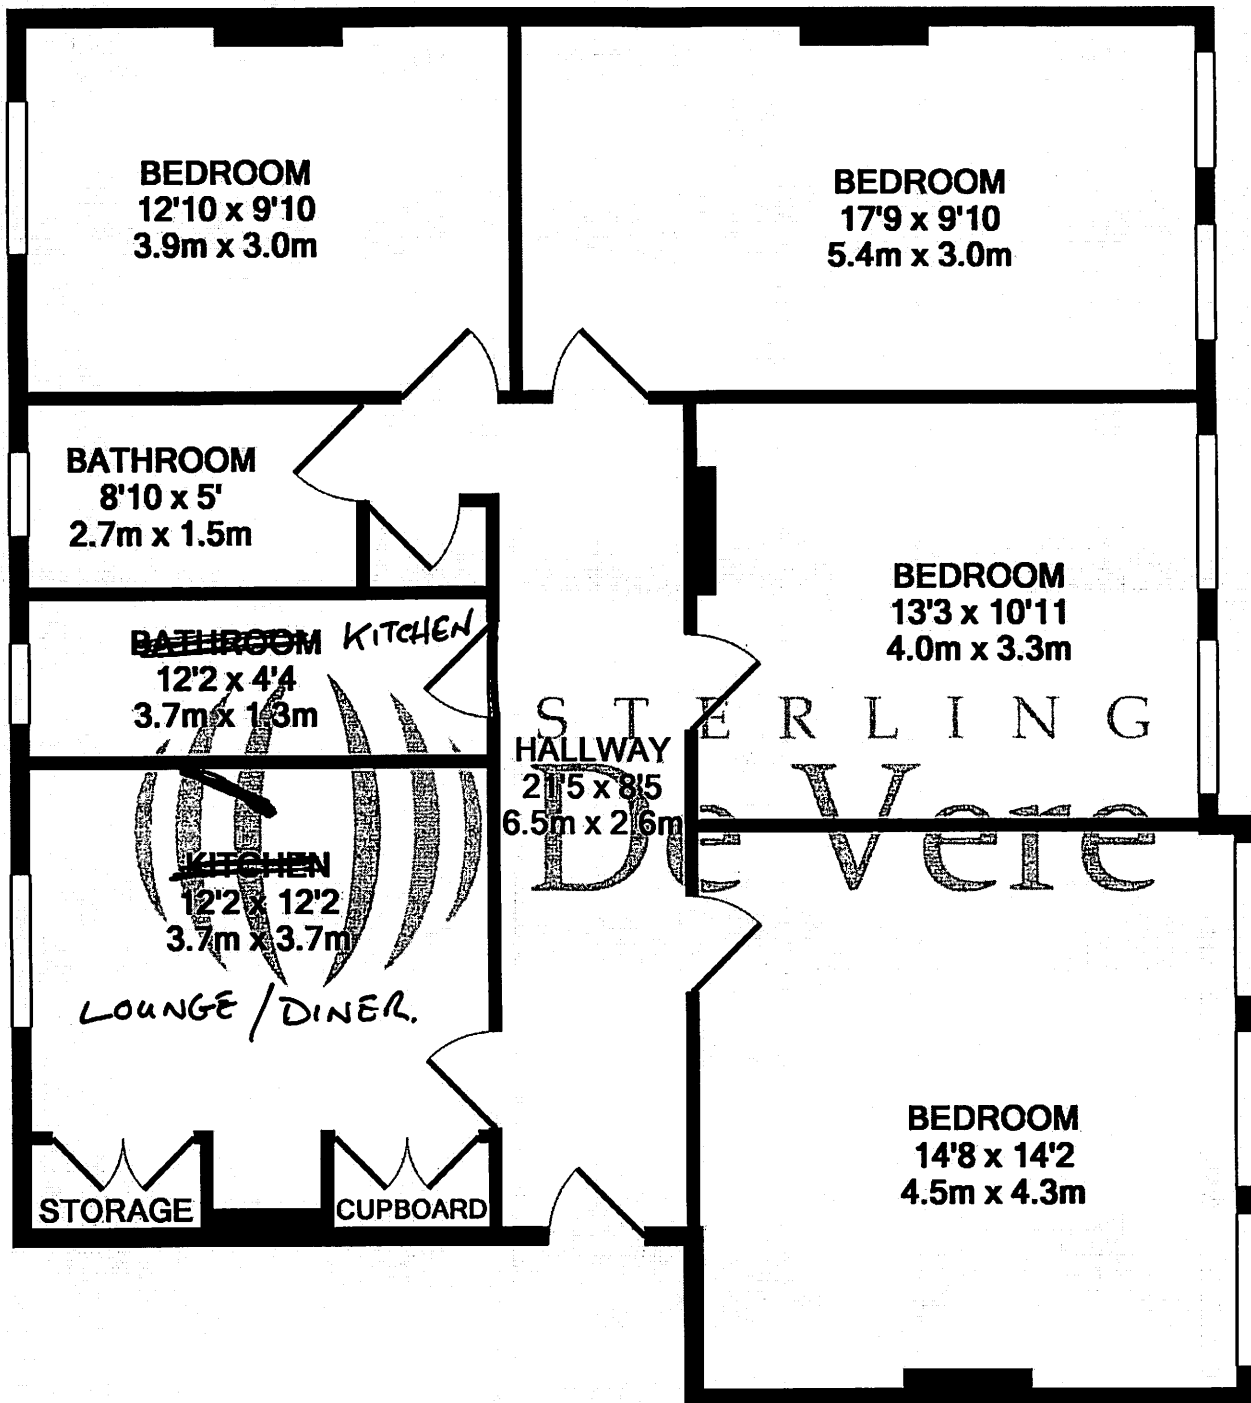 BEDROOM
12'10 x 9'10
3.9m x 3.0m
BEDROOM
17'9 x 9'10
5.4m x 3.0m
BATHROOM
8'10 x 5'
2.7m x 1.5m
BEDROOM
13'3 x 10'11
4.0m x 3.3m
BATHROOM KITCHEN
12'2 x 4'4
3.7m x 1.3m
STERLING
De Vere
HALLWAY
21'5 x 8'5
6.5m x 2.6m
KITCHEN
12'2 x 12'2
3.7m x 3.7m
LOUNGE / DINER.
BEDROOM
14'8 x 14'2
4.5m x 4.3m
STORAGE
CUPBOARD